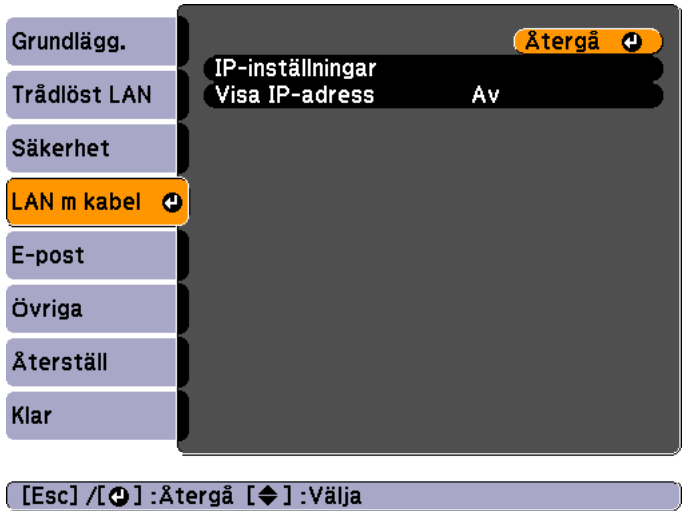 Grundlägg.
Trådlöst LAN
Säkerhet
LAN m kabel
E-post
Övriga
Återställ
Klar
Återgå
IP-inställningar
Visa IP-adress Av
[Esc] /[ ] :Återgå [ ] :Välja